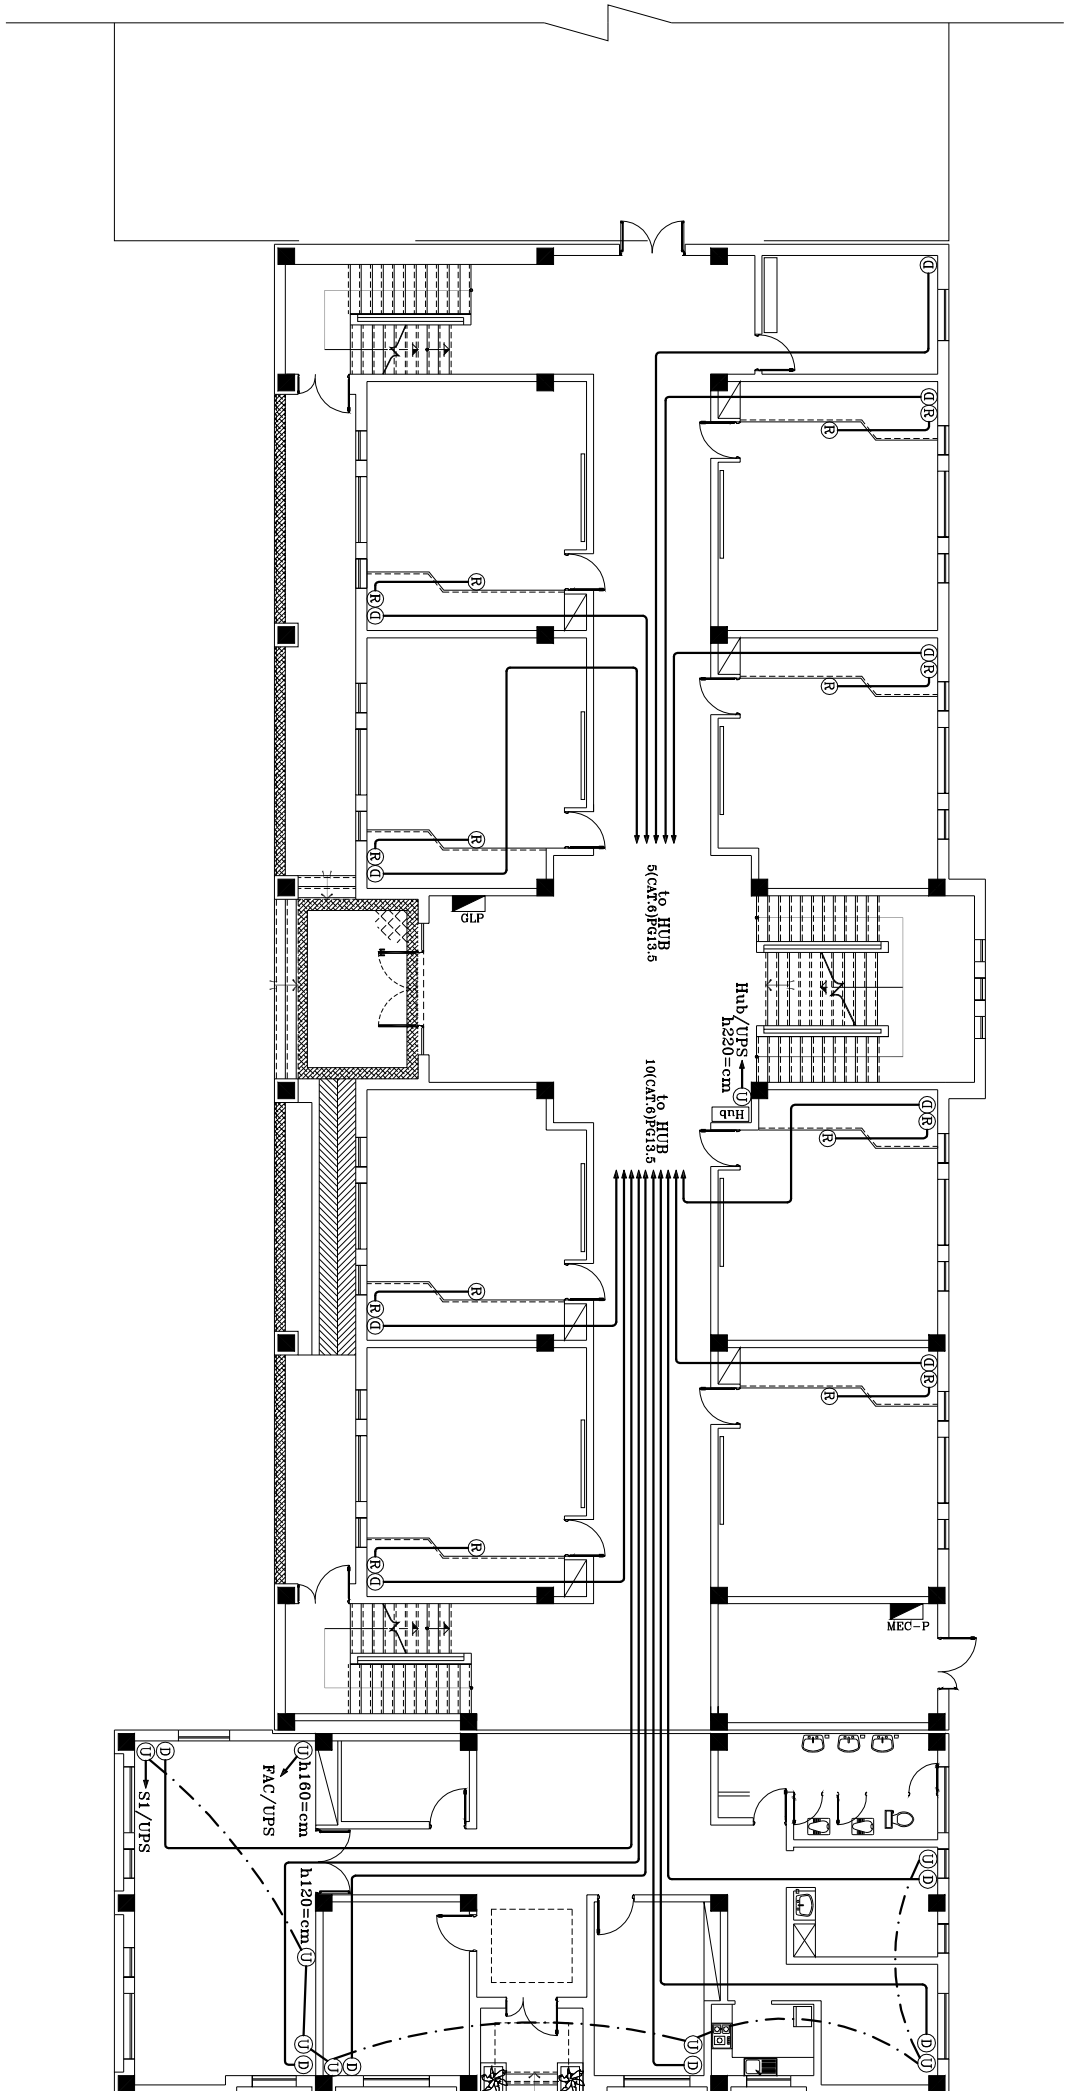 D
D
R
R
R
R
D
D
R
R
R
R
D
GLP
to HUB
5(CAT.6)PG13.5
Hub/UPS
h220=cm
to HUB
10(CAT.6)PG13.5
U
Hub
D
R
R
R
R
D
D
R
R
R
R
D
MEC-P
U
D
U
h160=cm
FAC/UPS
S1/UPS
U
D
h120=cm
U
U
D
U
D
U
D
D
U